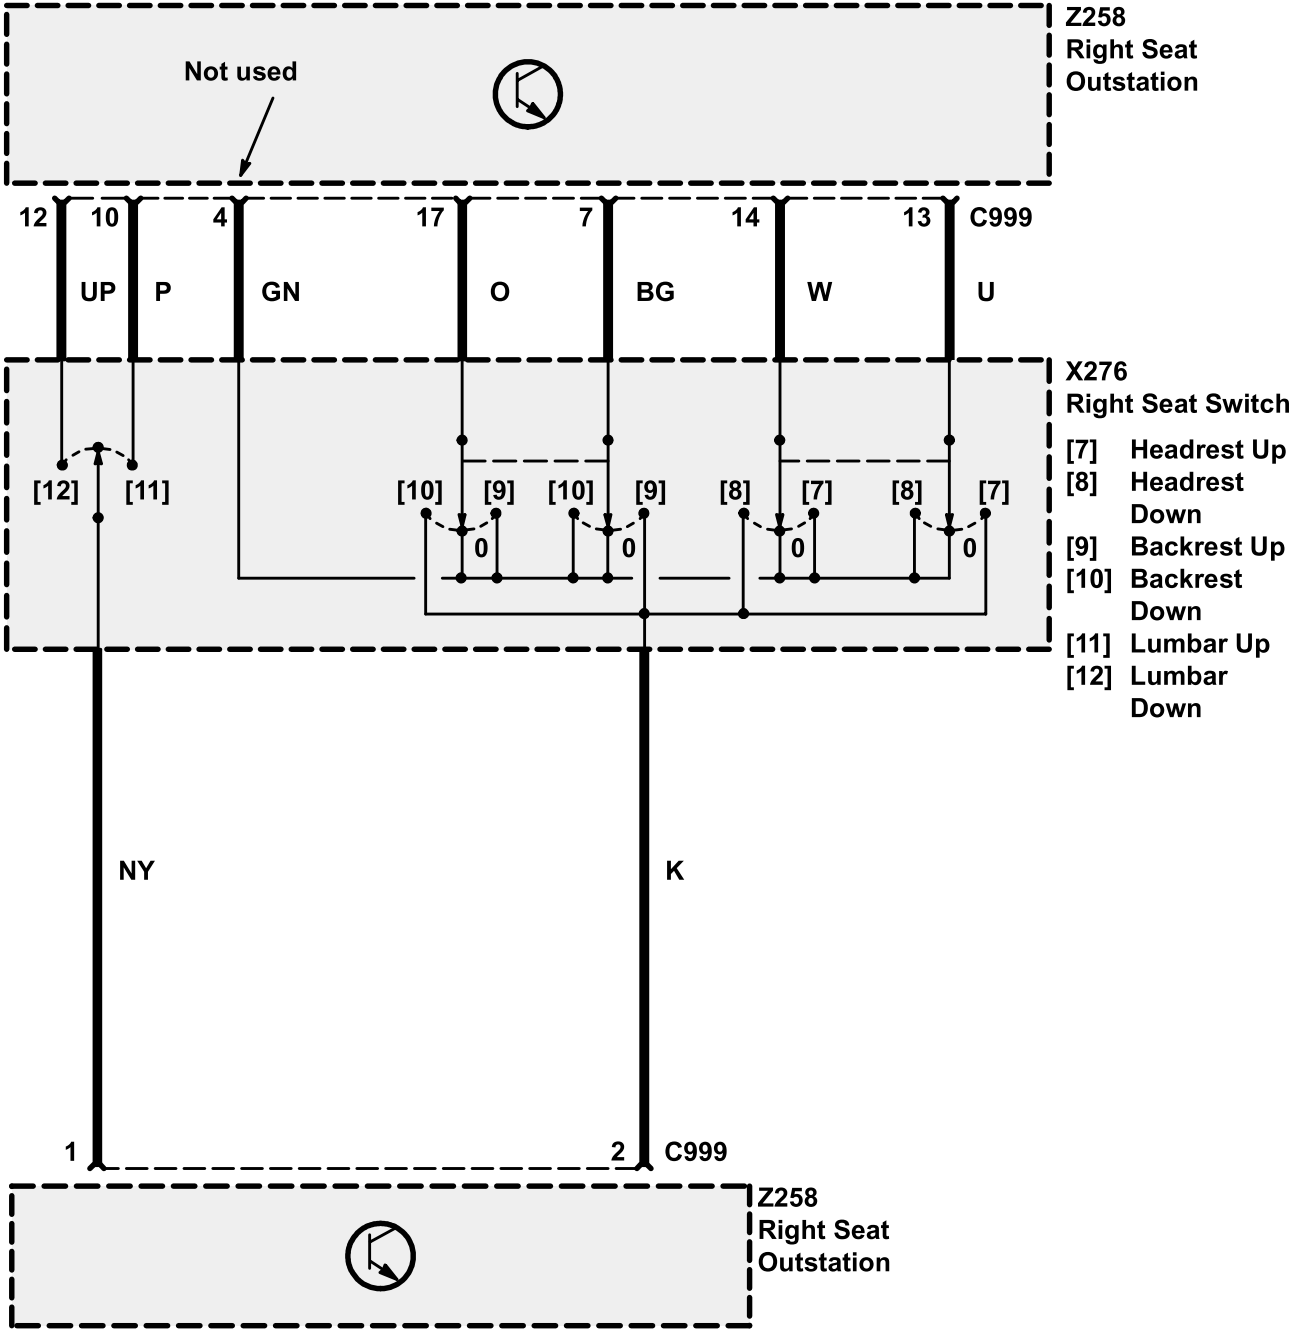 Z258
Right Seat
Outstation
Not used
12 10 4 17 7 14 13 C999
UP P GN O BG W U
X276
Right Seat Switch
[7] Headrest Up
[8] Headrest
Down
[9] Backrest Up
[10] Backrest
Down
[11] Lumbar Up
[12] Lumbar
Down
[12] [11] [10] [9] [10] [9] [8] [7] [8] [7]
0 0 0 0
NY K
1 2 C999
Z258
Right Seat
Outstation